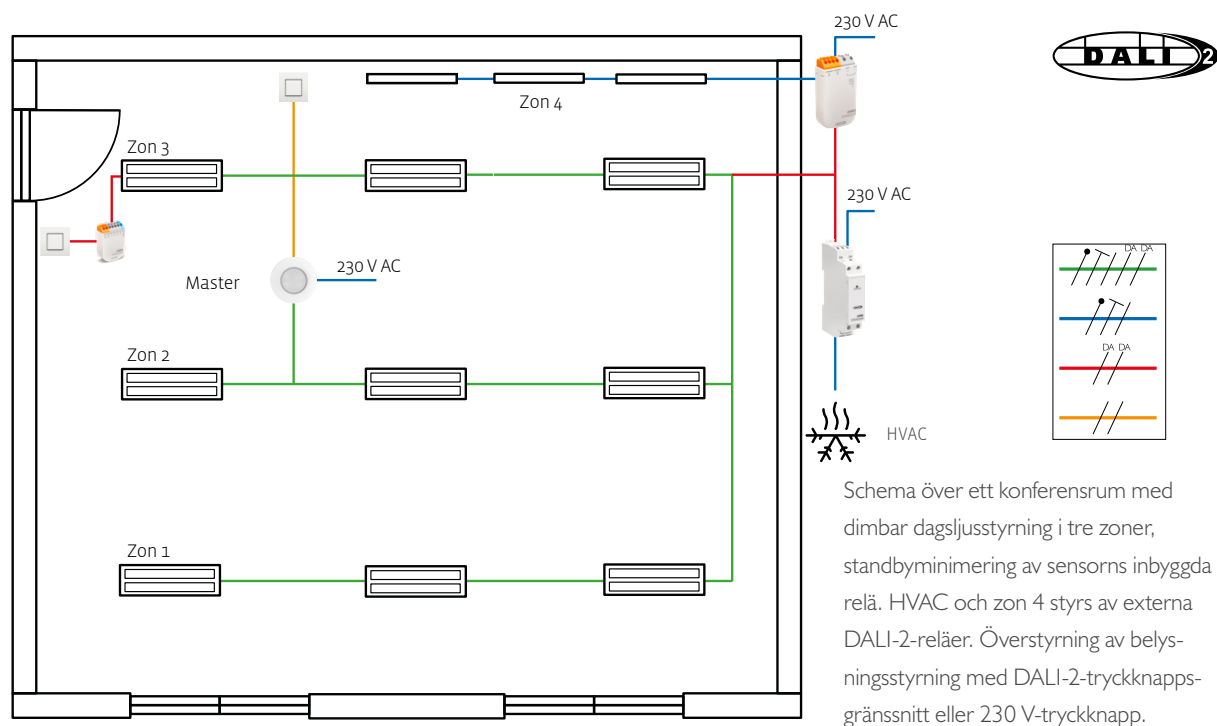 230 V AC
DALI 2
Zon 4
Zon 3
230 V AC
Master
230 V AC
DA DA
Zon 2
DA DA
HVAC
Schema över ett konferensrum med
dimbar dagsljusstyrning i tre zoner,
standbyminimering av sensorns inbyggda
relä. HVAC och zon 4 styrs av externa
DALI-2-reläer. Överstyrning av belys-
ningsstyrning med DALI-2-tryckknapps-
gränssnitt eller 230 V-tryckknapp.
Zon 1